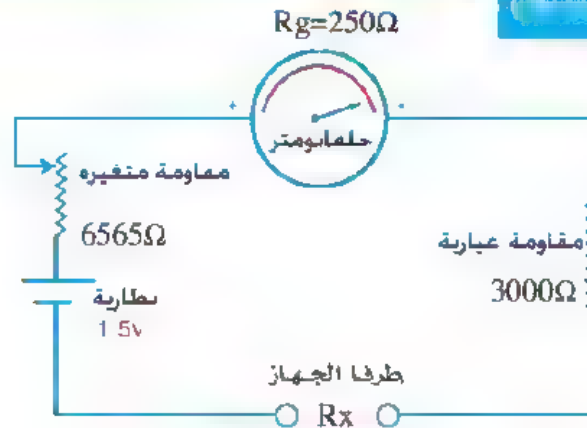 Rg=250Ω
+ -
جلفانومتر
مقاومة متغيره
6565Ω
مقاومة عيارية
3000Ω
بطارية
1.5v
طرفا الجهاز
Rx